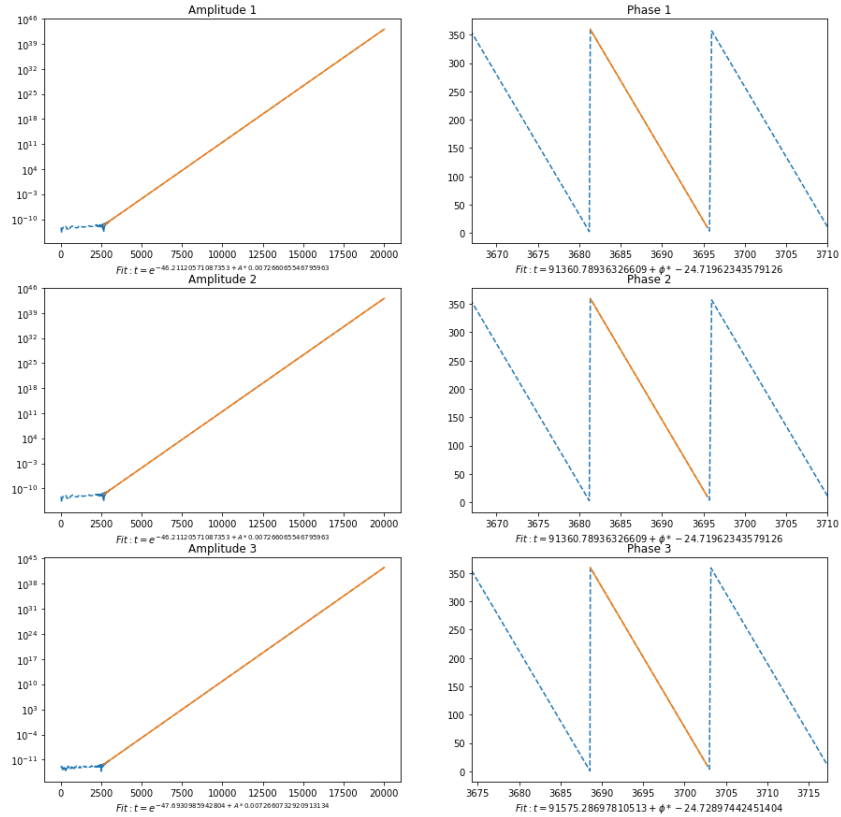 Amplitude 1
10^46
10^39
10^32
10^25
10^18
10^11
10^4
10^-3
10^-10
0 2500 5000 7500 10000 12500 15000 17500 20000
Fit : t = e^-46.21120571087353 + A * 0.007266065546795963
Phase 1
350
300
250
200
150
100
50
0
3670 3675 3680 3685 3690 3695 3700 3705 3710
Fit : t = 91360.78936326609 + ϕ * − 24.71962343579126
Amplitude 2
10^46
10^39
10^32
10^25
10^18
10^11
10^4
10^-3
10^-10
0 2500 5000 7500 10000 12500 15000 17500 20000
Fit : t = e^-46.21120571087353 + A * 0.007266065546795963
Phase 2
350
300
250
200
150
100
50
0
3670 3675 3680 3685 3690 3695 3700 3705 3710
Fit : t = 91360.78936326609 + ϕ * − 24.71962343579126
Amplitude 3
10^45
10^38
10^31
10^24
10^17
10^10
10^3
10^-4
10^-11
0 2500 5000 7500 10000 12500 15000 17500 20000
Fit : t = e^-47.6930985942804 + A * 0.0072660732920913134
Phase 3
350
300
250
200
150
100
50
0
3675 3680 3685 3690 3695 3700 3705 3710 3715
Fit : t = 91575.28697810513 + ϕ * − 24.72897442451404